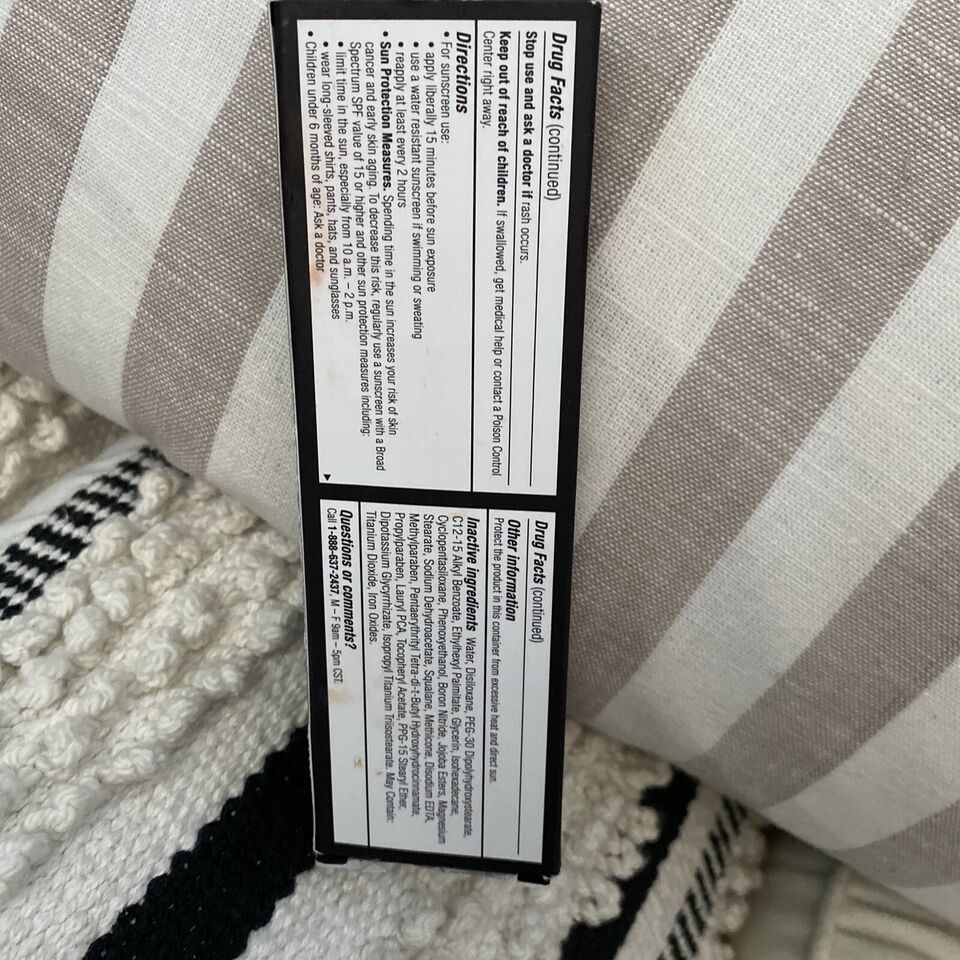 Drug Facts (continued)
Stop use and ask a doctor if rash occurs.
Keep out of reach of children. If swallowed, get medical help or contact a Poison Control
Center right away.
Directions
• For sunscreen use:
• apply liberally 15 minutes before sun exposure
• use a water resistant sunscreen if swimming or sweating
• reapply at least every 2 hours
• Sun Protection Measures. Spending time in the sun increases your risk of skin
cancer and early skin aging. To decrease this risk, regularly use a sunscreen with a Broad
Spectrum SPF value of 15 or higher and other sun protection measures including:
• limit time in the sun, especially from 10 a.m. – 2 p.m.
• wear long-sleeved shirts, pants, hats, and sunglasses
• Children under 6 months of age: Ask a doctor
Drug Facts (continued)
Other information
Protect the product in this container from excessive heat and direct sun.
Inactive ingredients Water, Disiloxane, PEG-30 Dipolyhydroxystearate,
C12-15 Alkyl Benzoate, Ethylhexyl Palmitate, Glycerin, Isohexadecane,
Cyclopentasiloxane, Phenoxyethanol, Boron Nitride, Jojoba Esters, Magnesium
Stearate, Sodium Dehydroacetate, Squalane, Methicone, Disodium EDTA,
Methylparaben, Pentaerythrityl Tetra-di-t-Butyl Hydroxyhydrocinnamate,
Propylparaben, Lauryl PCA, Tocopheryl Acetate, PPG-15 Stearyl Ether,
Dipotassium Glycyrrhizate, Isopropyl Titanium Triisostearate. May Contain:
Titanium Dioxide, Iron Oxides.
Questions or comments?
Call 1-888-637-2437, M – F 9am – 5pm CST.